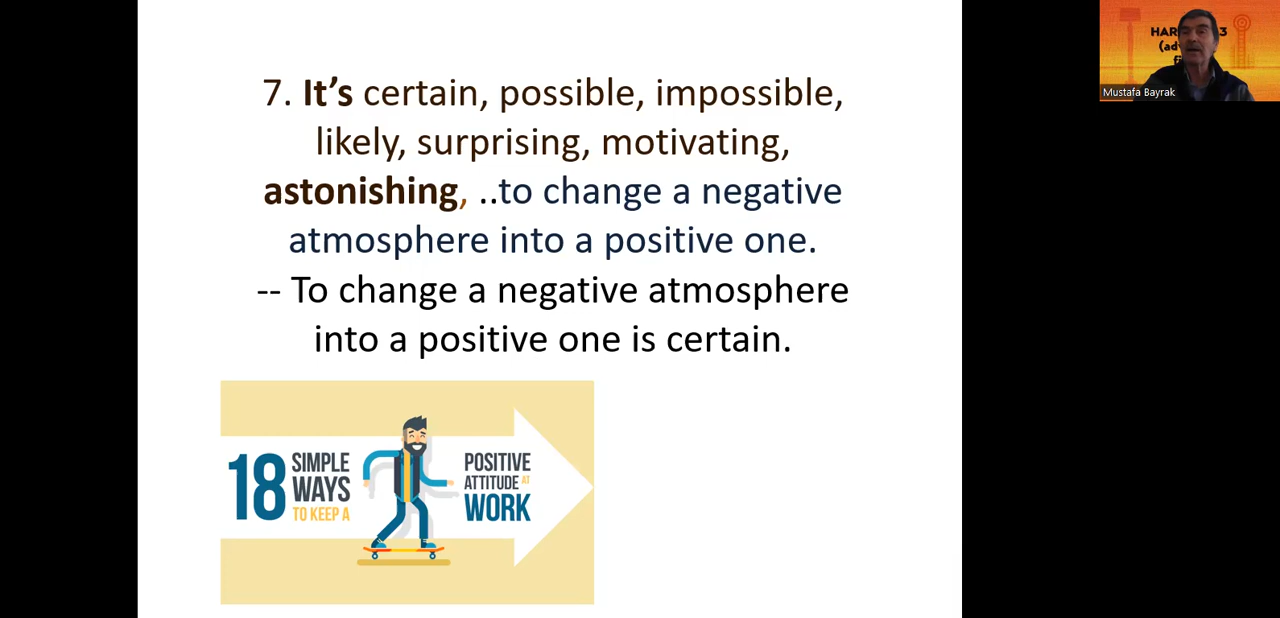 7. It's certain, possible, impossible,
likely, surprising, motivating,
astonishing, ..to change a negative
atmosphere into a positive one.
-- To change a negative atmosphere
into a positive one is certain.
18 SIMPLE WAYS TO KEEP A
POSITIVE ATTITUDE AT WORK
Mustafa Bayrak